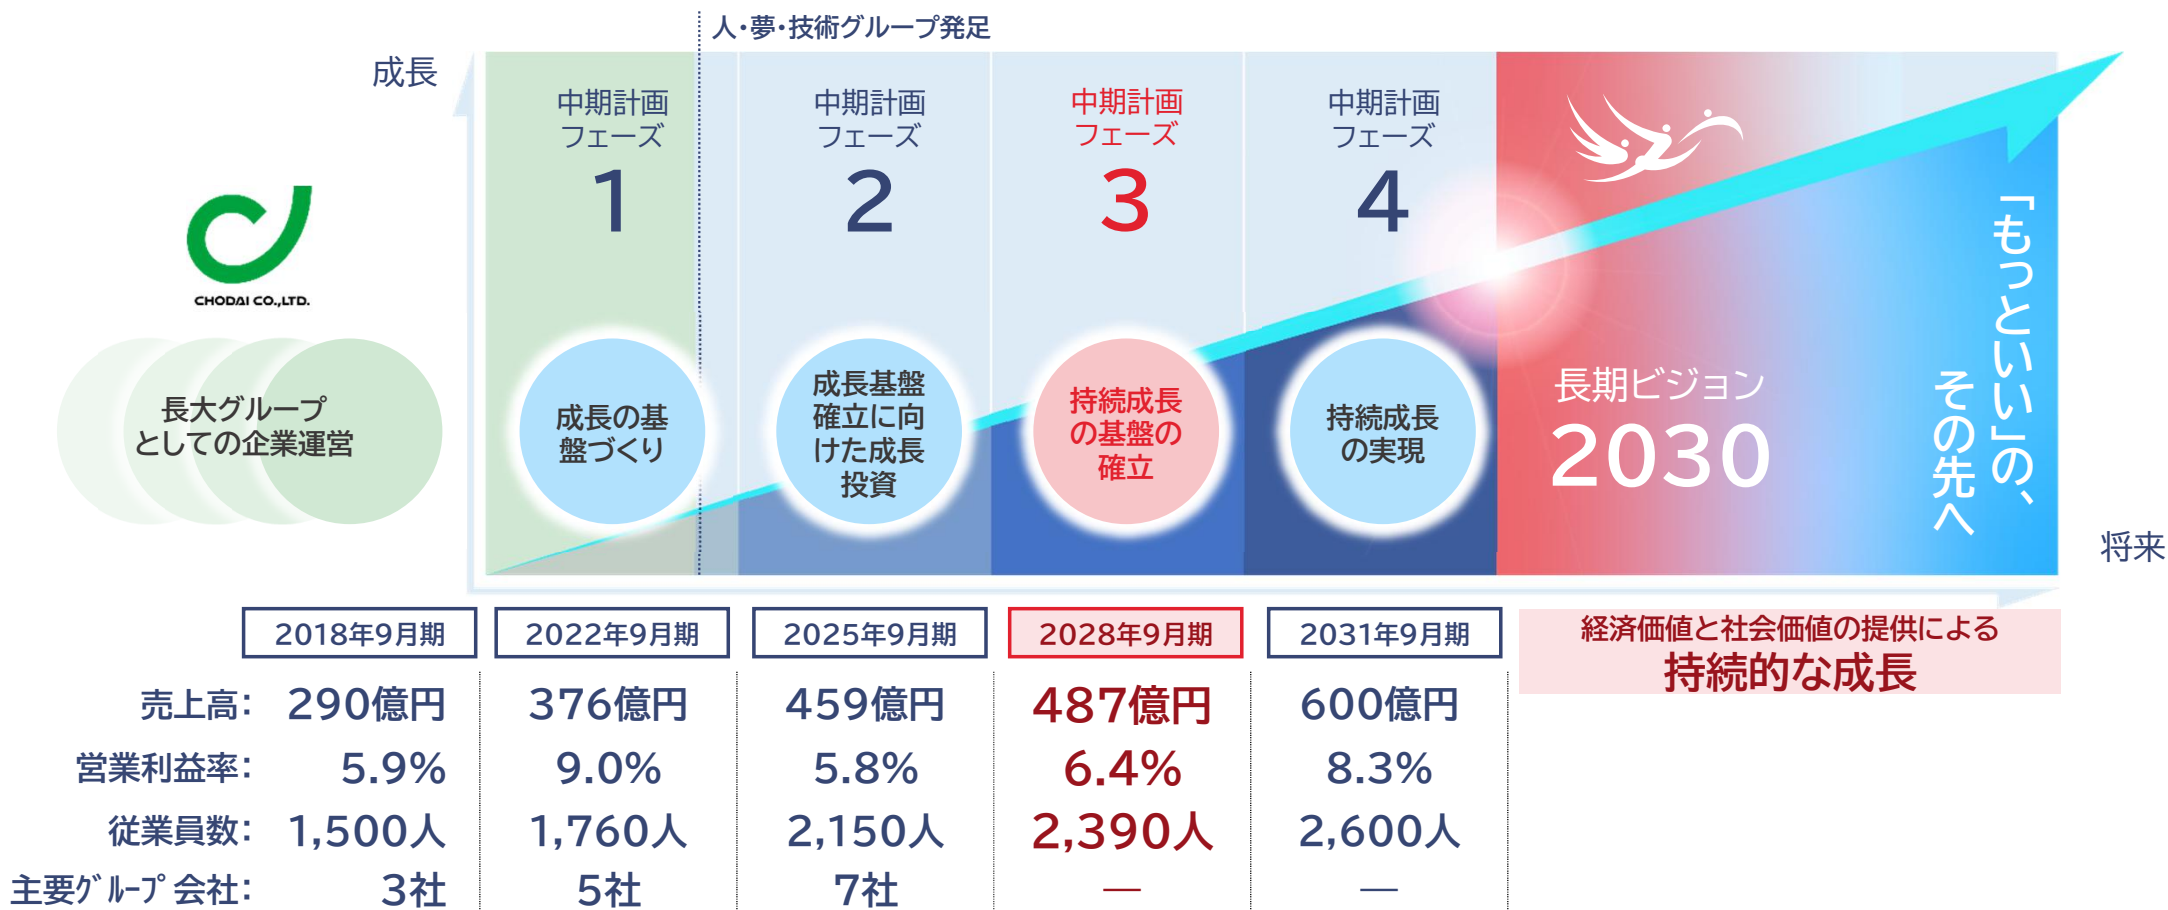 人・夢・技術グループ発足
成長
中期計画
フェーズ
1
中期計画
フェーズ
2
中期計画
フェーズ
3
中期計画
フェーズ
4
CHODAI CO.,LTD.
長大グループ
としての企業運営
成長の基
盤づくり
成長基盤
確立に向
けた成長
投資
持続成長
の基盤の
確立
持続成長
の実現
長期ビジョン
2030
「もっといい」の、
その先へ
将来
2018年9月期 2022年9月期 2025年9月期 2028年9月期 2031年9月期
経済価値と社会価値の提供による
持続的な成長
売上高: 290億円 376億円 459億円 487億円 600億円
営業利益率: 5.9% 9.0% 5.8% 6.4% 8.3%
従業員数: 1,500人 1,760人 2,150人 2,390人 2,600人
主要ｸﾞﾙｰﾌﾟ会社: 3社 5社 7社 ― ―